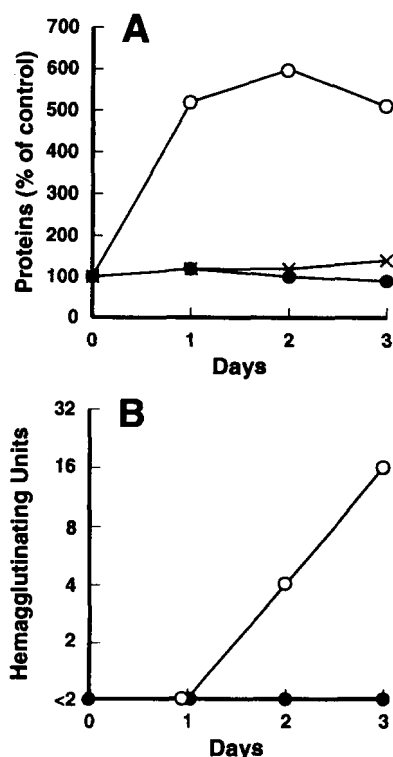 A
Proteins (% of control)
700
600
500
400
300
200
100
0
0 1 2 3
Days
B
Hemagglutinating Units
32
16
8
4
2
<2
0 1 2 3
Days